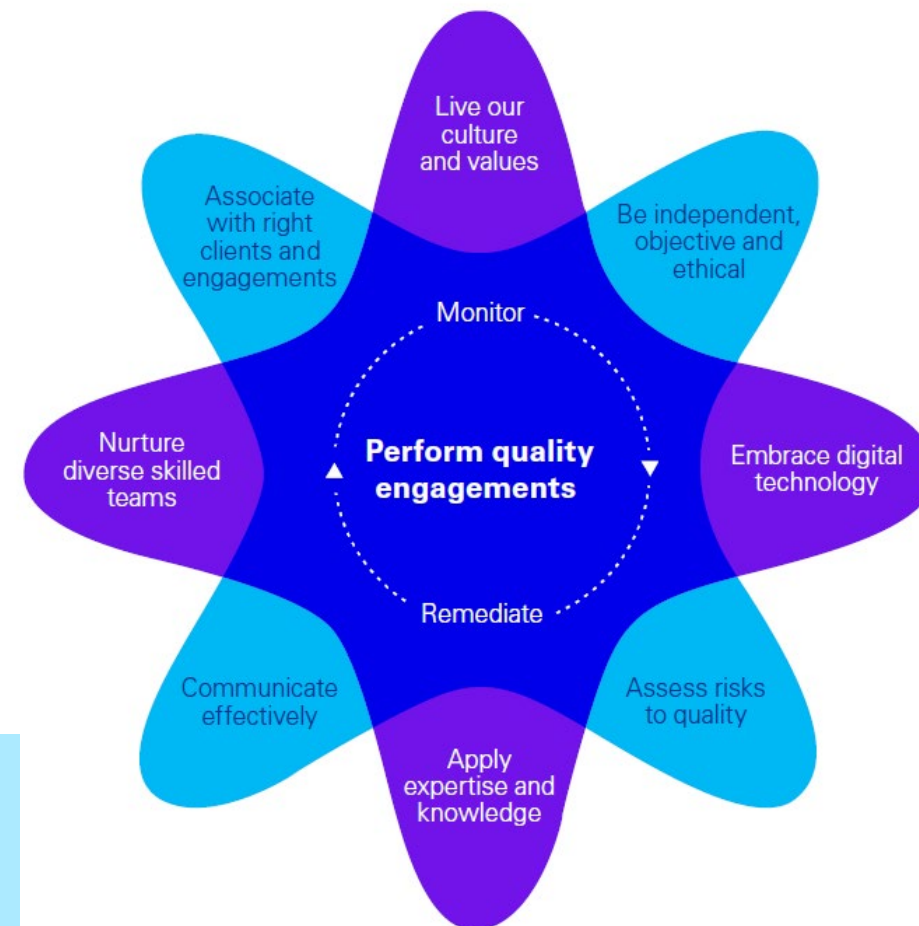 Live our
culture
and values
Be independent,
objective and
ethical
Embrace digital
technology
Assess risks
to quality
Apply
expertise and
knowledge
Communicate
effectively
Nurture
diverse skilled
teams
Associate
with right
clients and
engagements
Monitor
Perform quality
engagements
Remediate